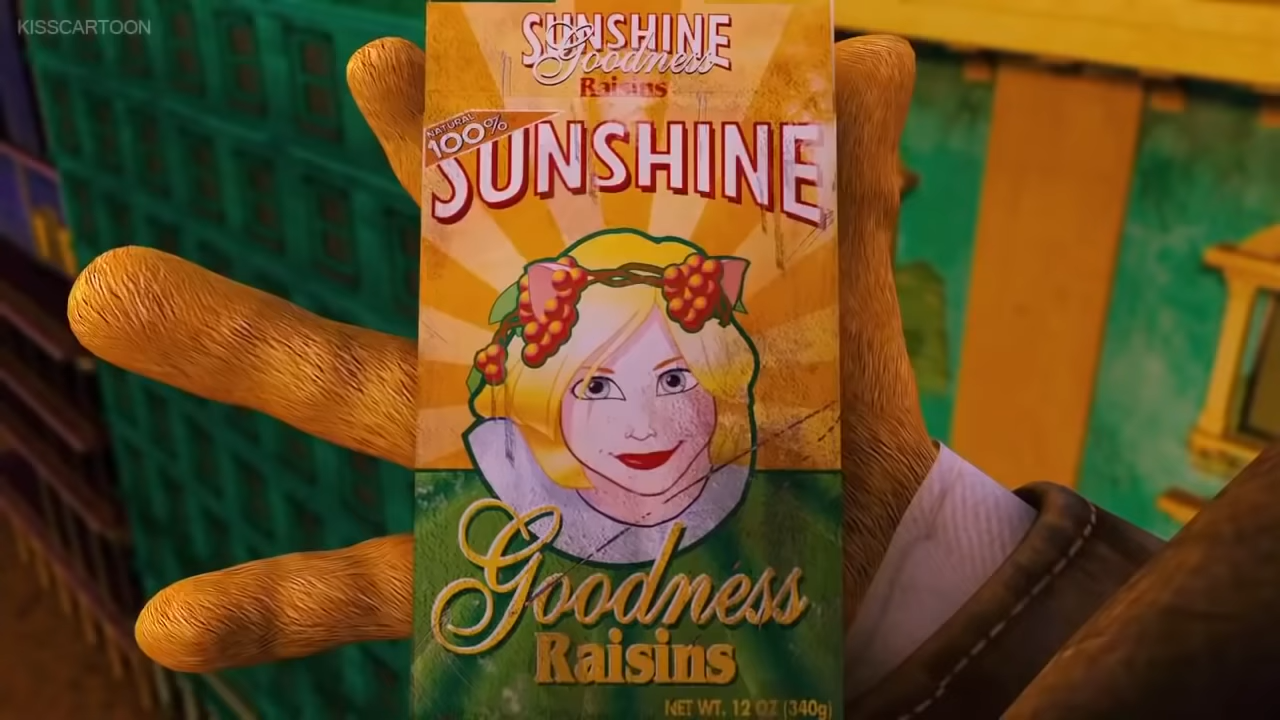 KISSCARTOON
SUNSHINE
Goodness
Raisins
NATURAL
100%
SUNSHINE
Goodness
Raisins
NET WT. 12 OZ (340g)